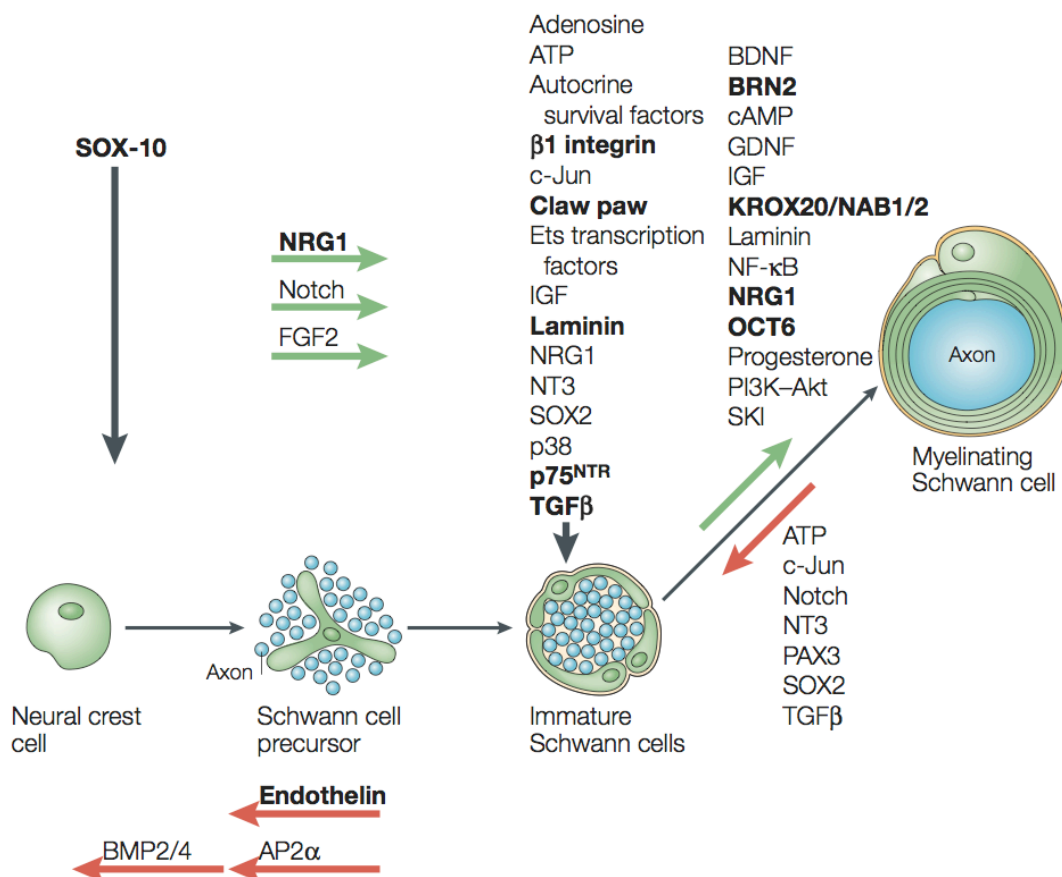 SOX-10
NRG1
Notch
FGF2
Adenosine
ATP
Autocrine
survival factors
β1 integrin
c-Jun
Claw paw
Ets transcription
factors
IGF
Laminin
NRG1
NT3
SOX2
p38
p75NTR
TGFβ
BDNF
BRN2
cAMP
GDNF
IGF
KROX20/NAB1/2
Laminin
NF-κB
NRG1
OCT6
Progesterone
PI3K–Akt
SKI
Axon
Myelinating
Schwann cell
ATP
c-Jun
Notch
NT3
PAX3
SOX2
TGFβ
Axon
Neural crest
cell
Schwann cell
precursor
Immature
Schwann cells
Endothelin
BMP2/4
AP2α